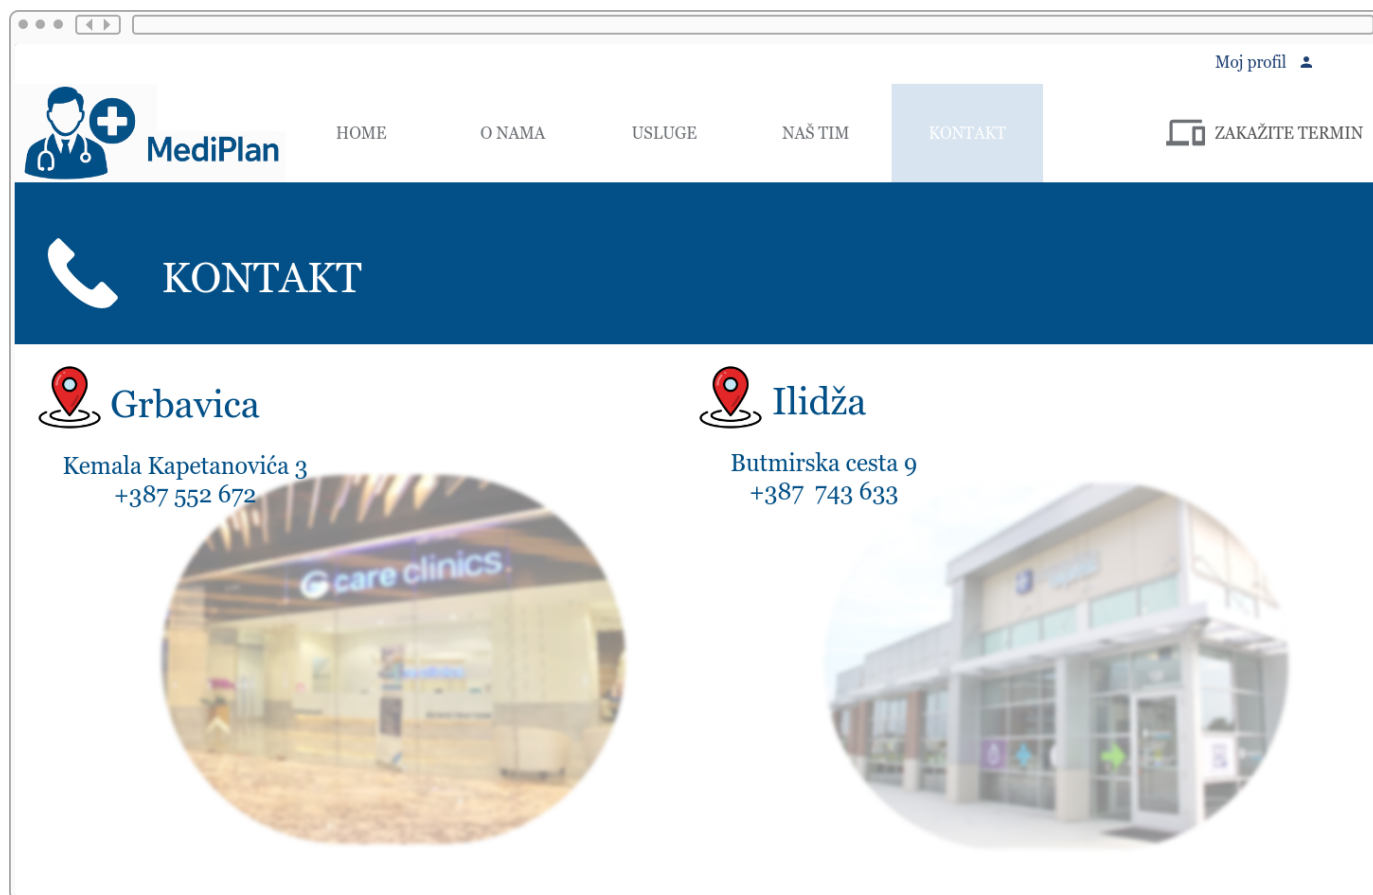 Moj profil
MediPlan
HOME
O NAMA
USLUGE
NAŠ TIM
KONTAKT
ZAKAŽITE TERMIN
KONTAKT
Grbavica
Kemala Kapetanovića 3
+387 552 672
care clinics
Ilidža
Butmirska cesta 9
+387 743 633